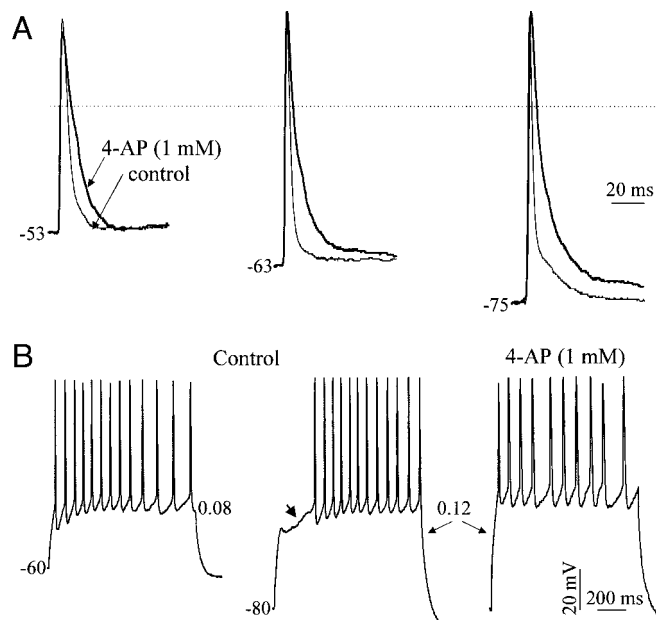 A
4-AP (1 mM)
control
20 ms
-53
-63
-75
B
Control
4-AP (1 mM)
0.08
0.12
-60
-80
20 mV
200 ms